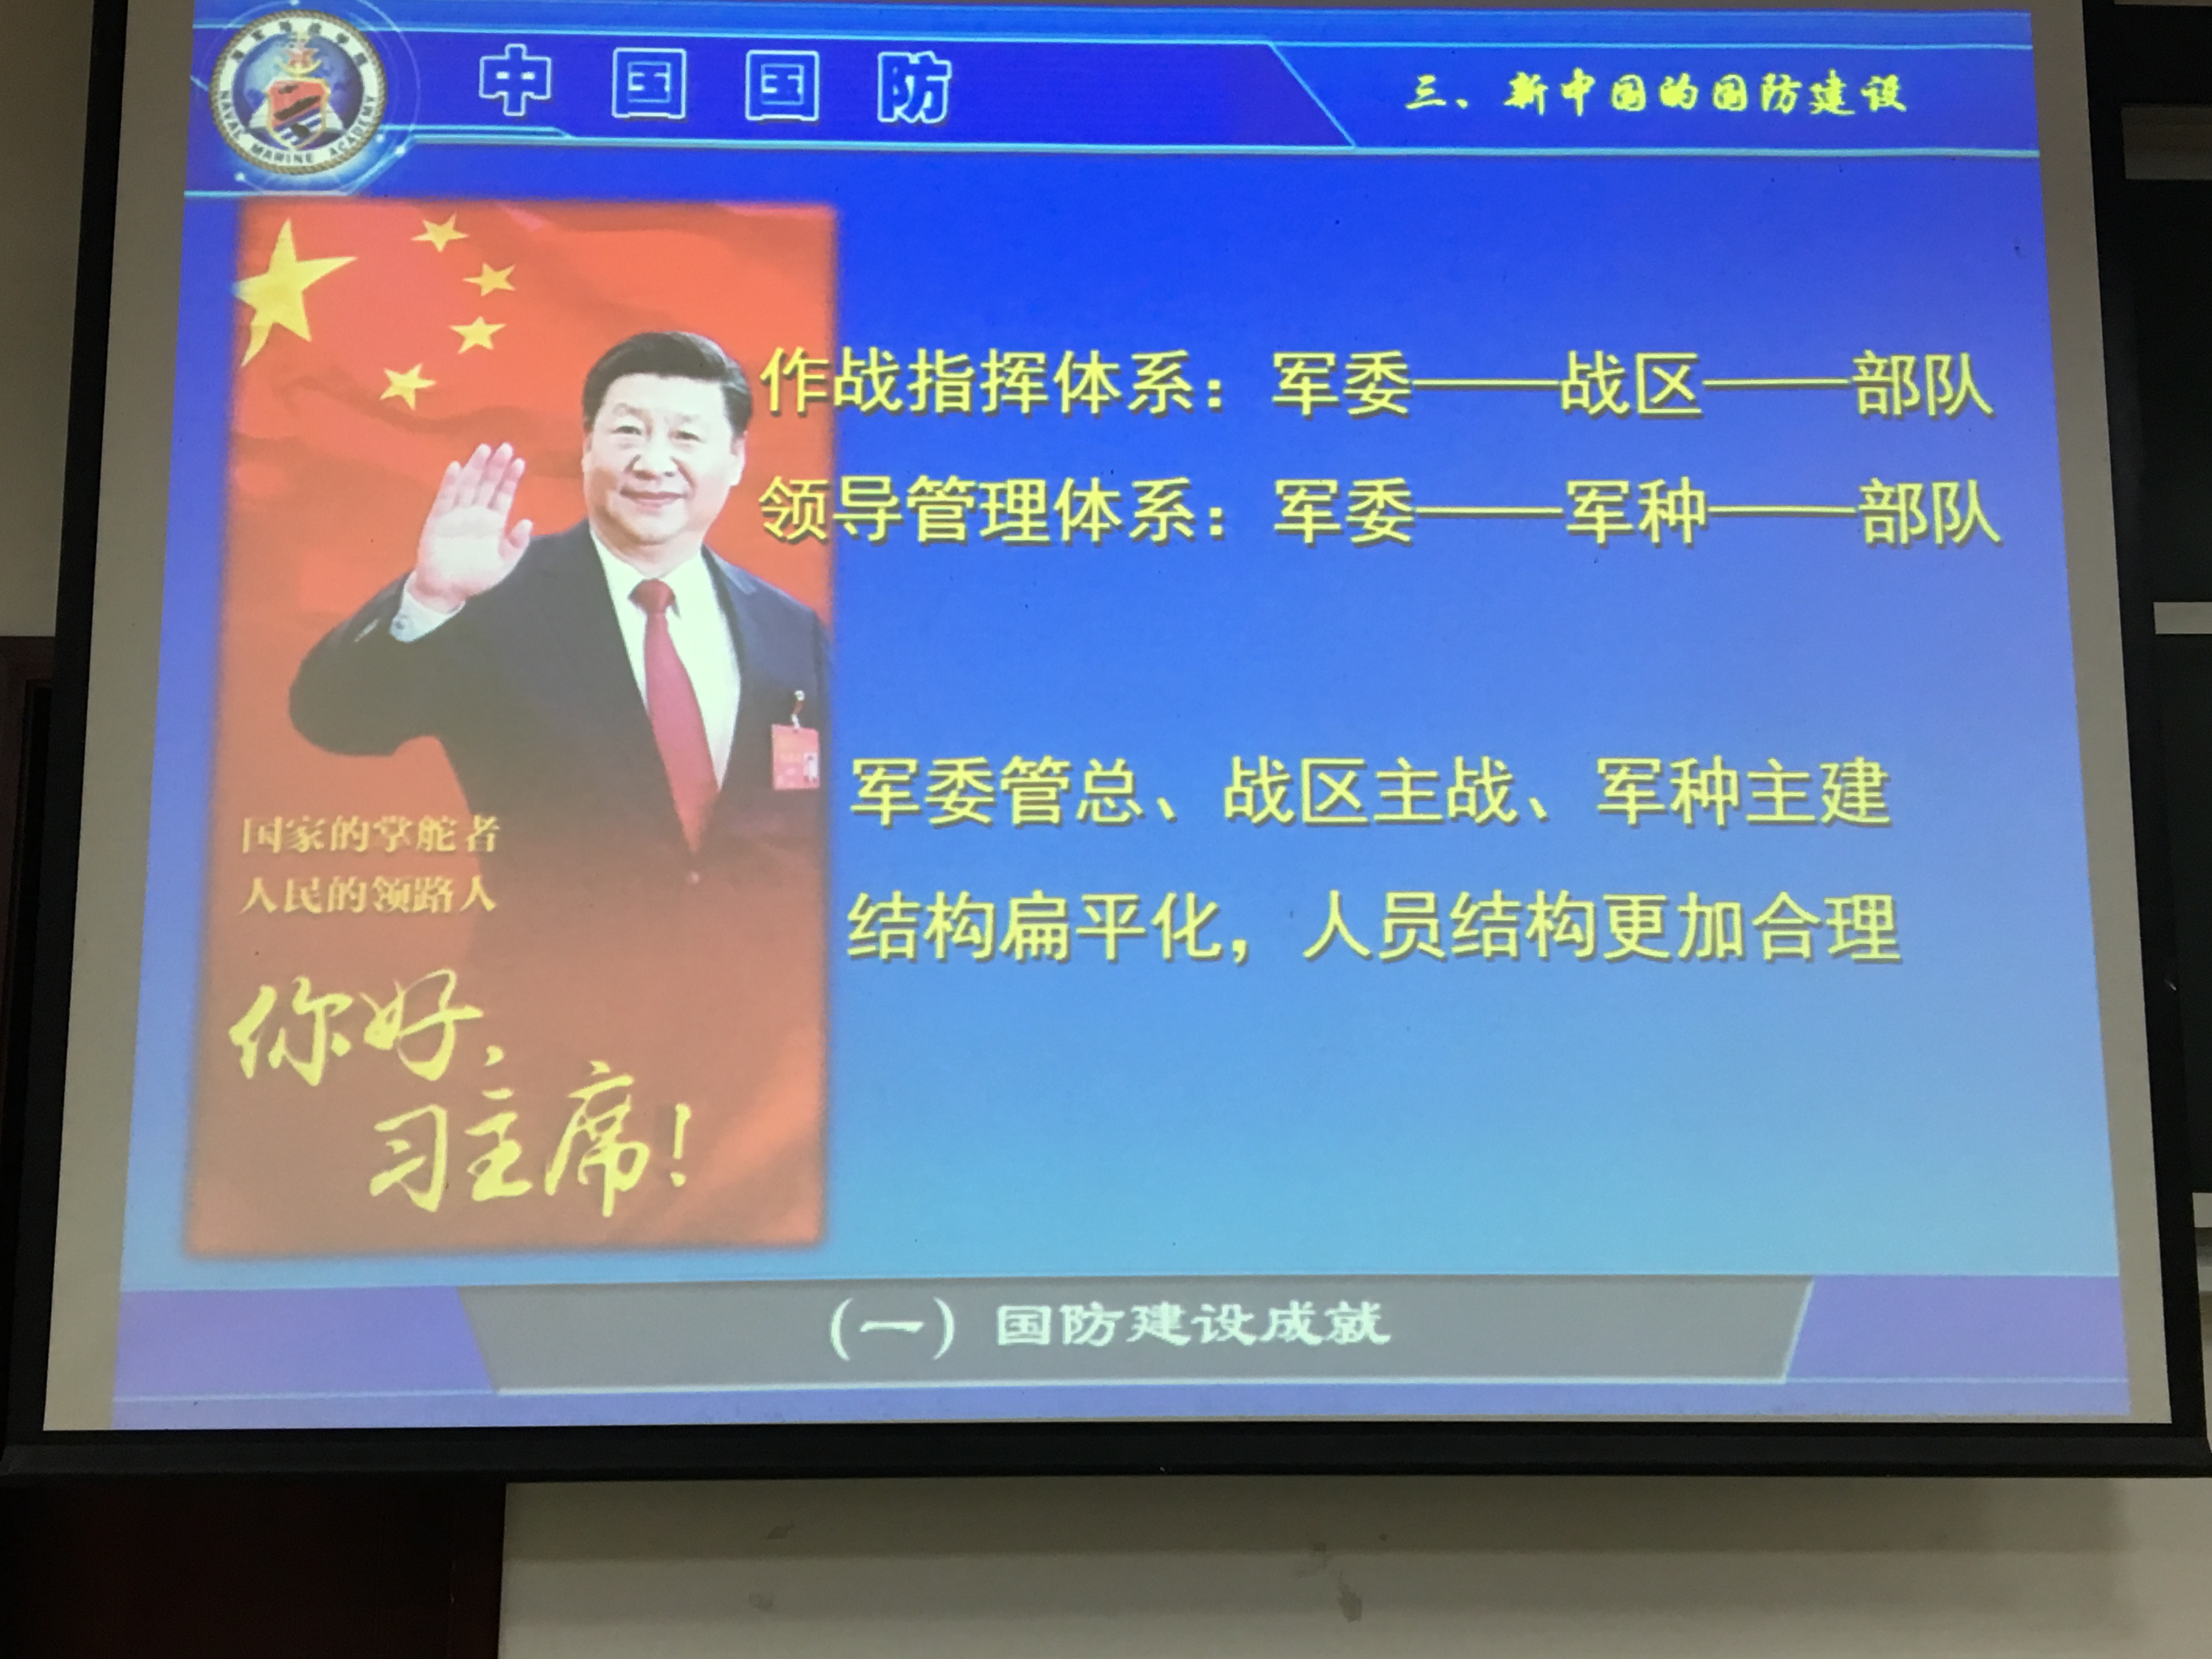 中国国防
三、新中国的国防建设
NAVAL MARINE ACADEMY
作战指挥体系：军委——战区——部队
领导管理体系：军委——军种——部队
军委管总、战区主战、军种主建
结构扁平化，人员结构更加合理
国家的掌舵者
人民的领路人
你好，
习主席！
（一）国防建设成就